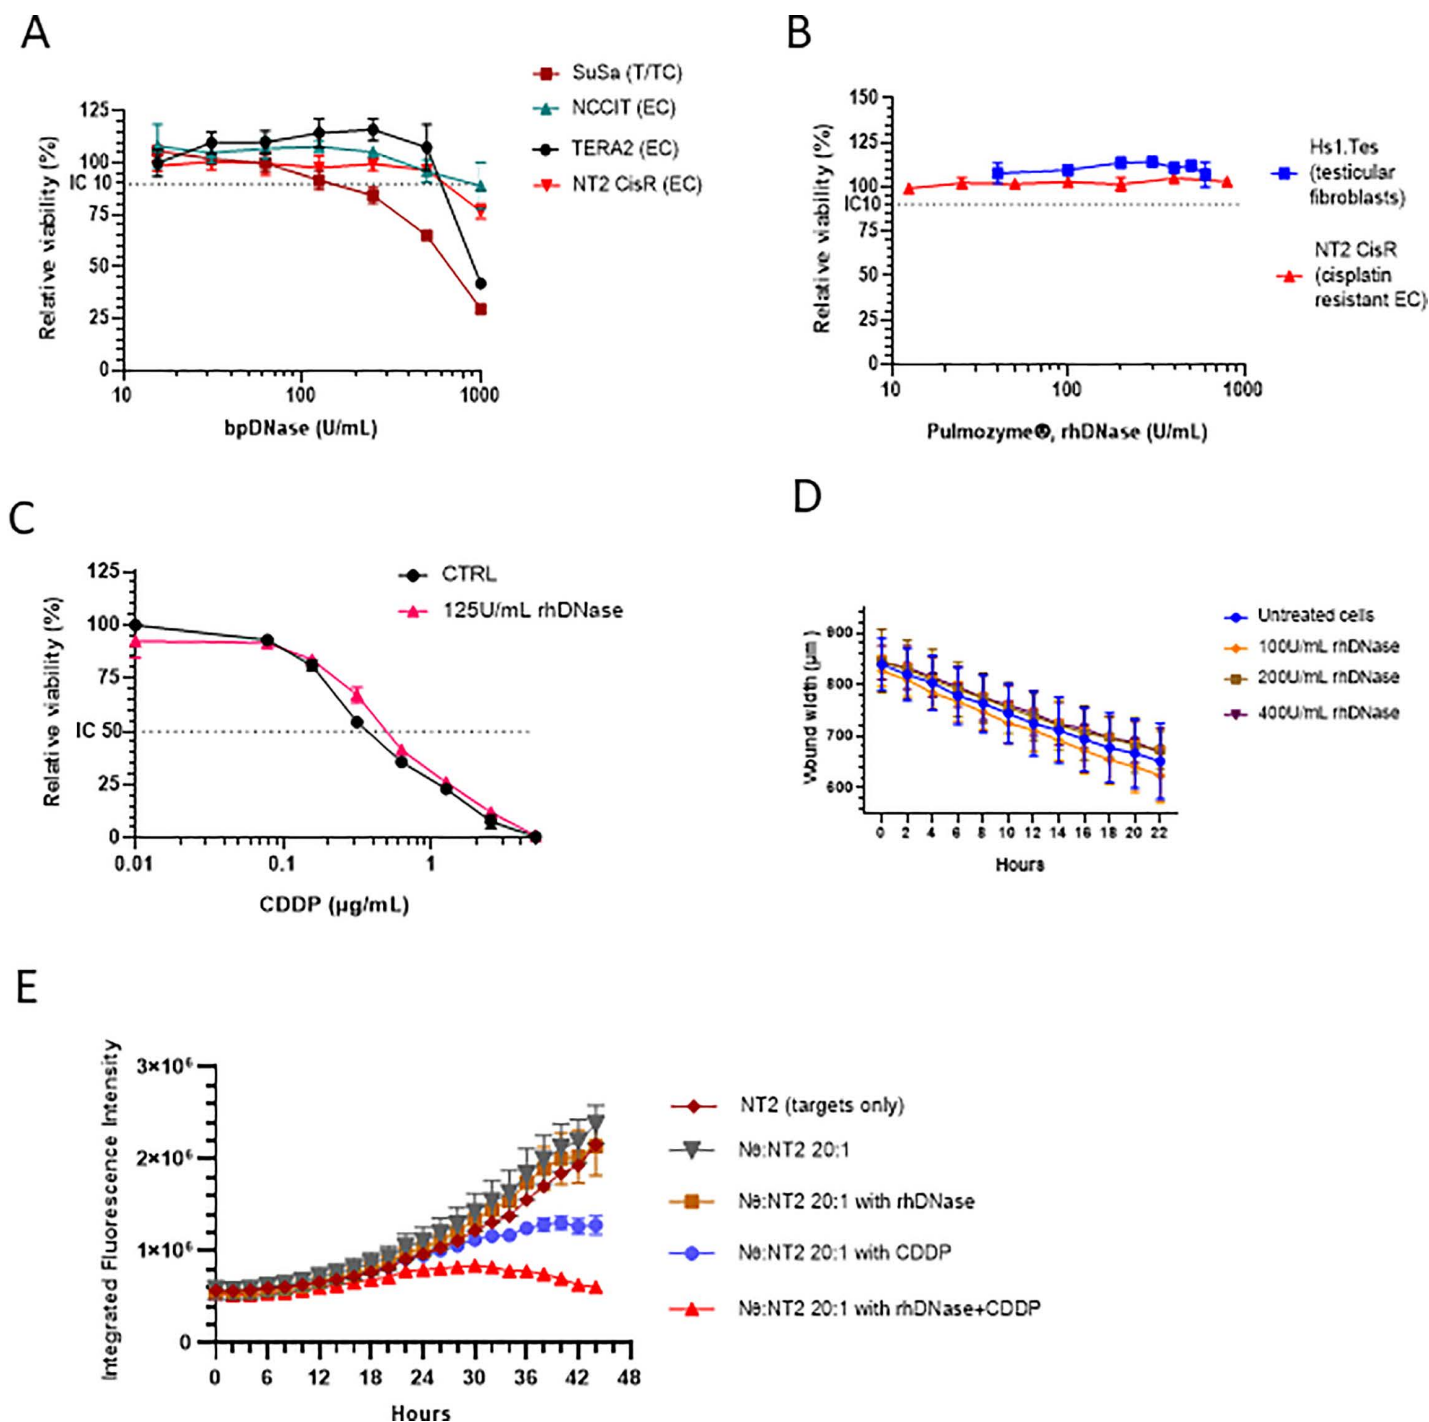 A
SuSa (T/TC)
NCCIT (EC)
TERA2 (EC)
NT2 CisR (EC)
Relative viability (%)
125
100
IC 10
75
50
25
0
10
100
1000
bpDNase (U/mL)
B
Hs1.Tes
(testicular
fibroblasts)
NT2 CisR
(cisplatin
resistant EC)
Relative viability (%)
150
125
100
IC10
75
50
25
0
10
100
1000
Pulmozyme®, rhDNase (U/mL)
C
CTRL
125U/mL rhDNase
Relative viability (%)
125
100
75
IC 50
25
0
0.01
0.1
1
CDDP (µg/mL)
D
Untreated cells
100U/mL rhDNase
200U/mL rhDNase
400U/mL rhDNase
Wound width (µm )
900
800
700
600
0 2 4 6 8 10 12 14 16 18 20 22
Hours
E
NT2 (targets only)
Ne:NT2 20:1
Ne:NT2 20:1 with rhDNase
Ne:NT2 20:1 with CDDP
Ne:NT2 20:1 with rhDNase+CDDP
Integrated Fluorescence Intensity
3×10⁶
2×10⁶
1×10⁶
0
0 6 12 18 24 30 36 42 48
Hours